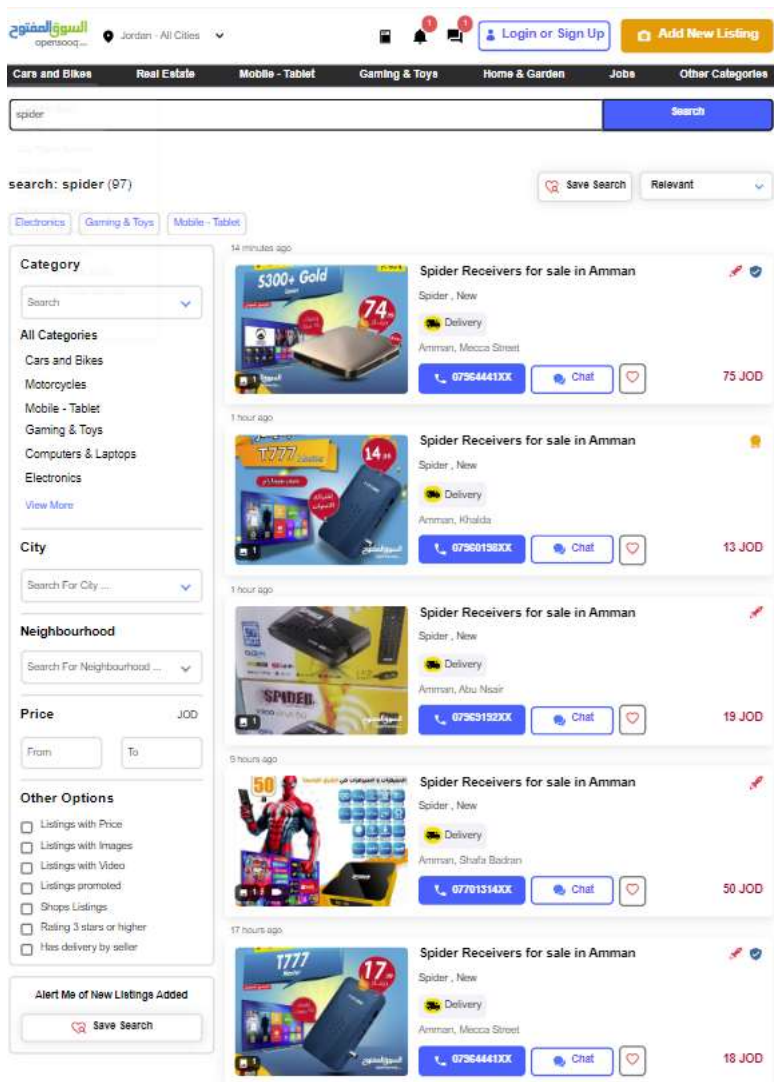 السوق المفتوح
opensooq
Jordan - All Cities
Login or Sign Up
Add New Listing
Cars and Bikes Real Estate Mobile - Tablet Gaming & Toys Home & Garden Jobs Other Categories
spider
Search
search: spider (97)
Save Search
Relevant
Electronics
Gaming & Toys
Mobile - Tablet
Category
Search
All Categories
Cars and Bikes
Motorcycles
Mobile - Tablet
Gaming & Toys
Computers & Laptops
Electronics
View More
City
Search For City ...
Neighbourhood
Search For Neighbourhood ...
Price JOD
From
To
Other Options
Listings with Price
Listings with Images
Listings with Video
Listings promoted
Shops Listings
Rating 3 stars or higher
Has delivery by seller
Alert Me of New Listings Added
Save Search
14 minutes ago
S300+ Gold
74
1
Spider Receivers for sale in Amman
Spider , New
Delivery
Amman, Mecca Street
07964441XX
Chat
75 JOD
1 hour ago
T777
14
1
Spider Receivers for sale in Amman
Spider , New
Delivery
Amman, Khalda
07960198XX
Chat
13 JOD
1 hour ago
SPIDER
1
Spider Receivers for sale in Amman
Spider , New
Delivery
Amman, Abu Nsair
07969192XX
Chat
19 JOD
9 hours ago
50
1
Spider Receivers for sale in Amman
Spider , New
Delivery
Amman, Shafa Badran
07701314XX
Chat
50 JOD
17 hours ago
T777
17
1
Spider Receivers for sale in Amman
Spider , New
Delivery
Amman, Mecca Street
07964441XX
Chat
18 JOD